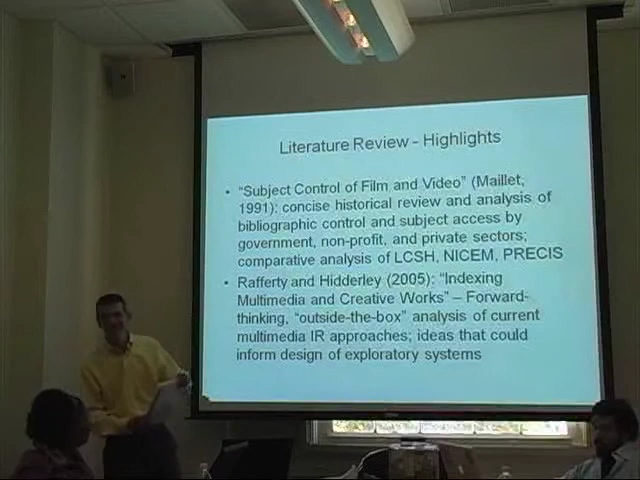 Literature Review - Highlights
• “Subject Control of Film and Video” (Maillet,
1991): concise historical review and analysis of
bibliographic control and subject access by
government, non-profit, and private sectors;
comparative analysis of LCSH, NICEM, PRECIS
• Rafferty and Hidderley (2005): “Indexing
Multimedia and Creative Works” – Forward-
thinking, “outside-the-box” analysis of current
multimedia IR approaches; ideas that could
inform design of exploratory systems